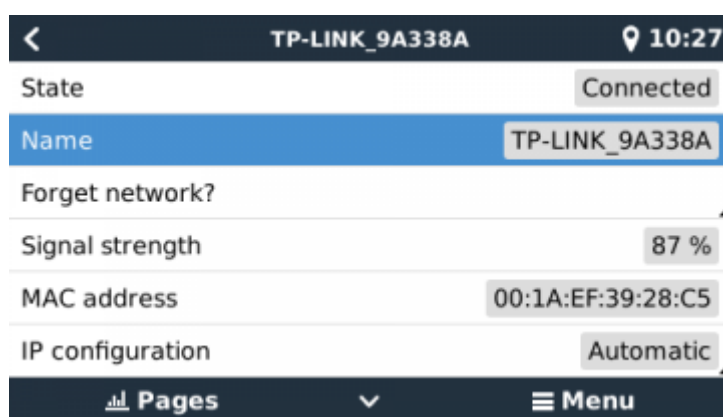 TP-LINK_9A338A 10:27
State Connected
Name TP-LINK_9A338A
Forget network?
Signal strength 87 %
MAC address 00:1A:EF:39:28:C5
IP configuration Automatic
Pages Menu